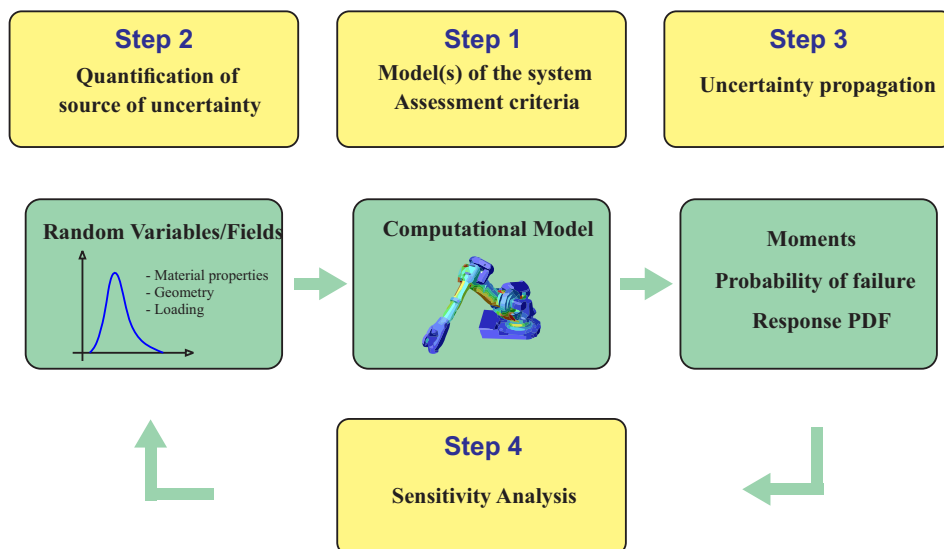 Step 2
Quantification of
source of uncertainty
Step 1
Model(s) of the system
Assessment criteria
Step 3
Uncertainty propagation
Random Variables/Fields
- Material properties
- Geometry
- Loading
Computational Model
Moments
Probability of failure
Response PDF
Step 4
Sensitivity Analysis